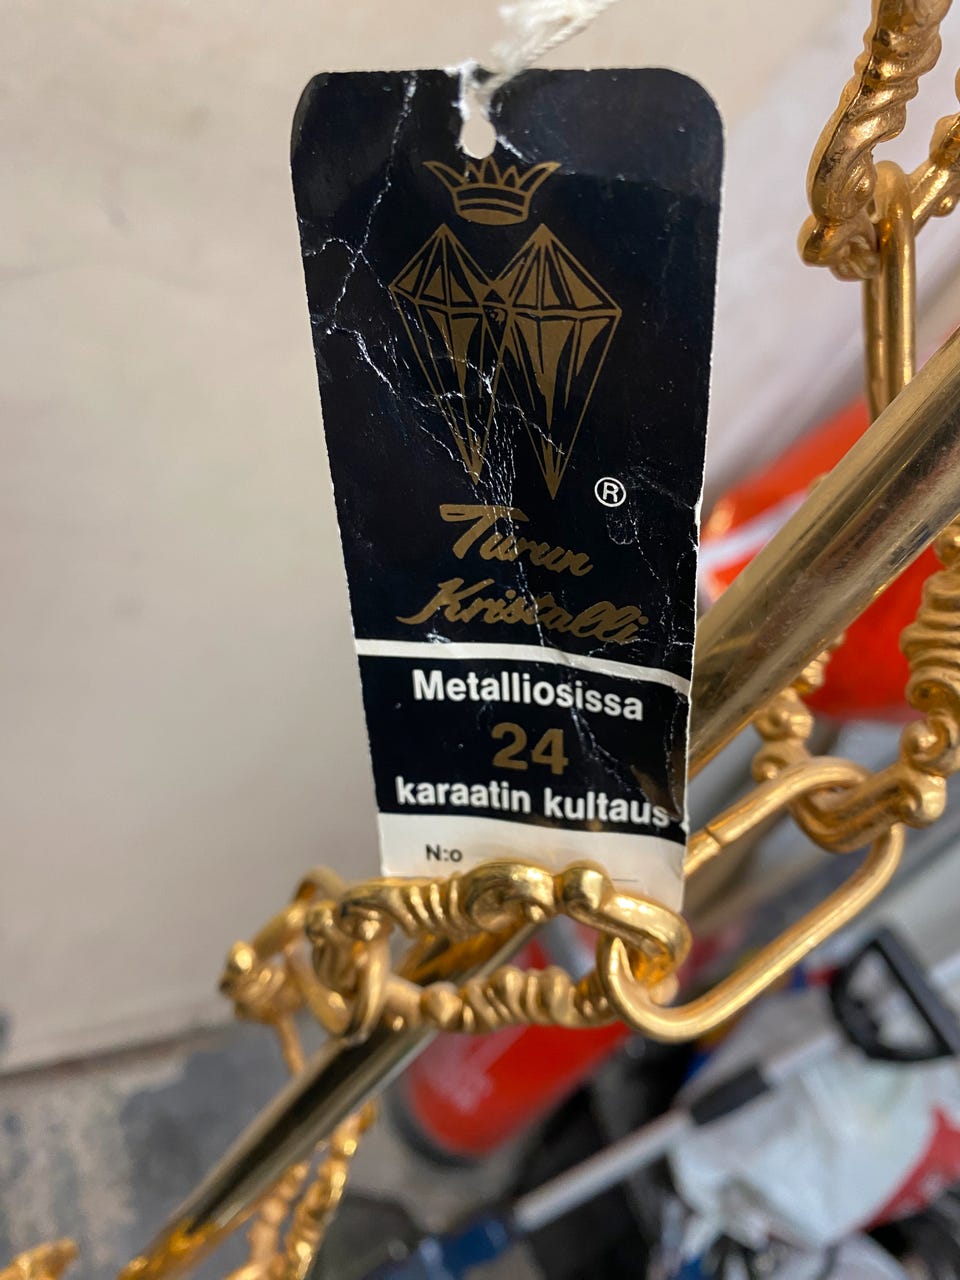 ®
Turun
Kristalli
Metalliosissa
24
karaatin kultaus
N:o